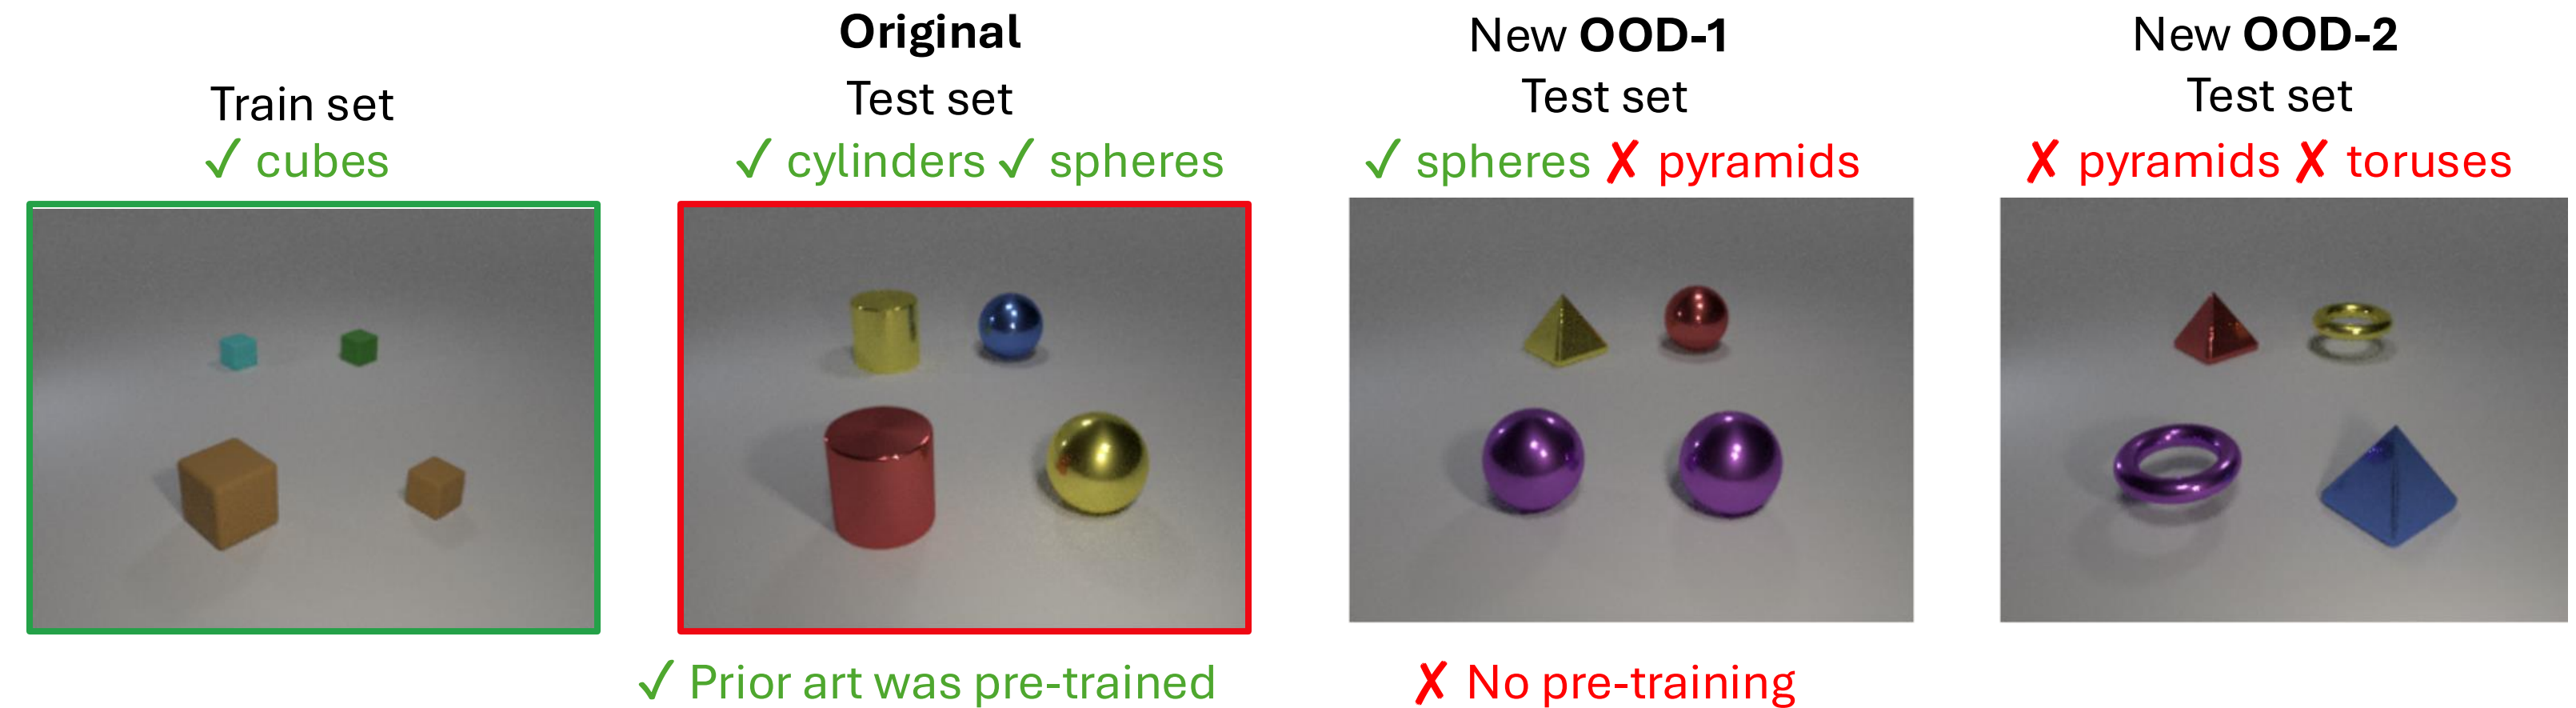 Train set
✓ cubes
Original
Test set
✓ cylinders ✓ spheres
New OOD-1
Test set
✓ spheres ✗ pyramids
New OOD-2
Test set
✗ pyramids ✗ toruses
✓ Prior art was pre-trained
✗ No pre-training